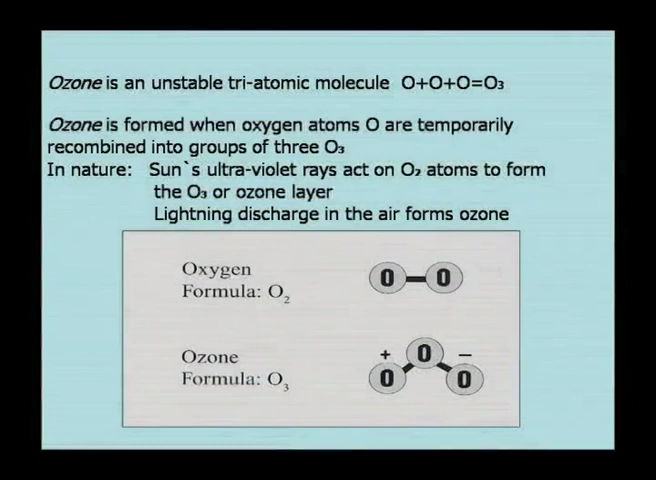 Ozone is an unstable tri-atomic molecule O+O+O=O₃
Ozone is formed when oxygen atoms O are temporarily
recombined into groups of three O₃
In nature: Sun`s ultra-violet rays act on O₂ atoms to form
the O₃ or ozone layer
Lightning discharge in the air forms ozone
Oxygen
Formula: O₂
O O
Ozone
Formula: O₃
+ O −
O O